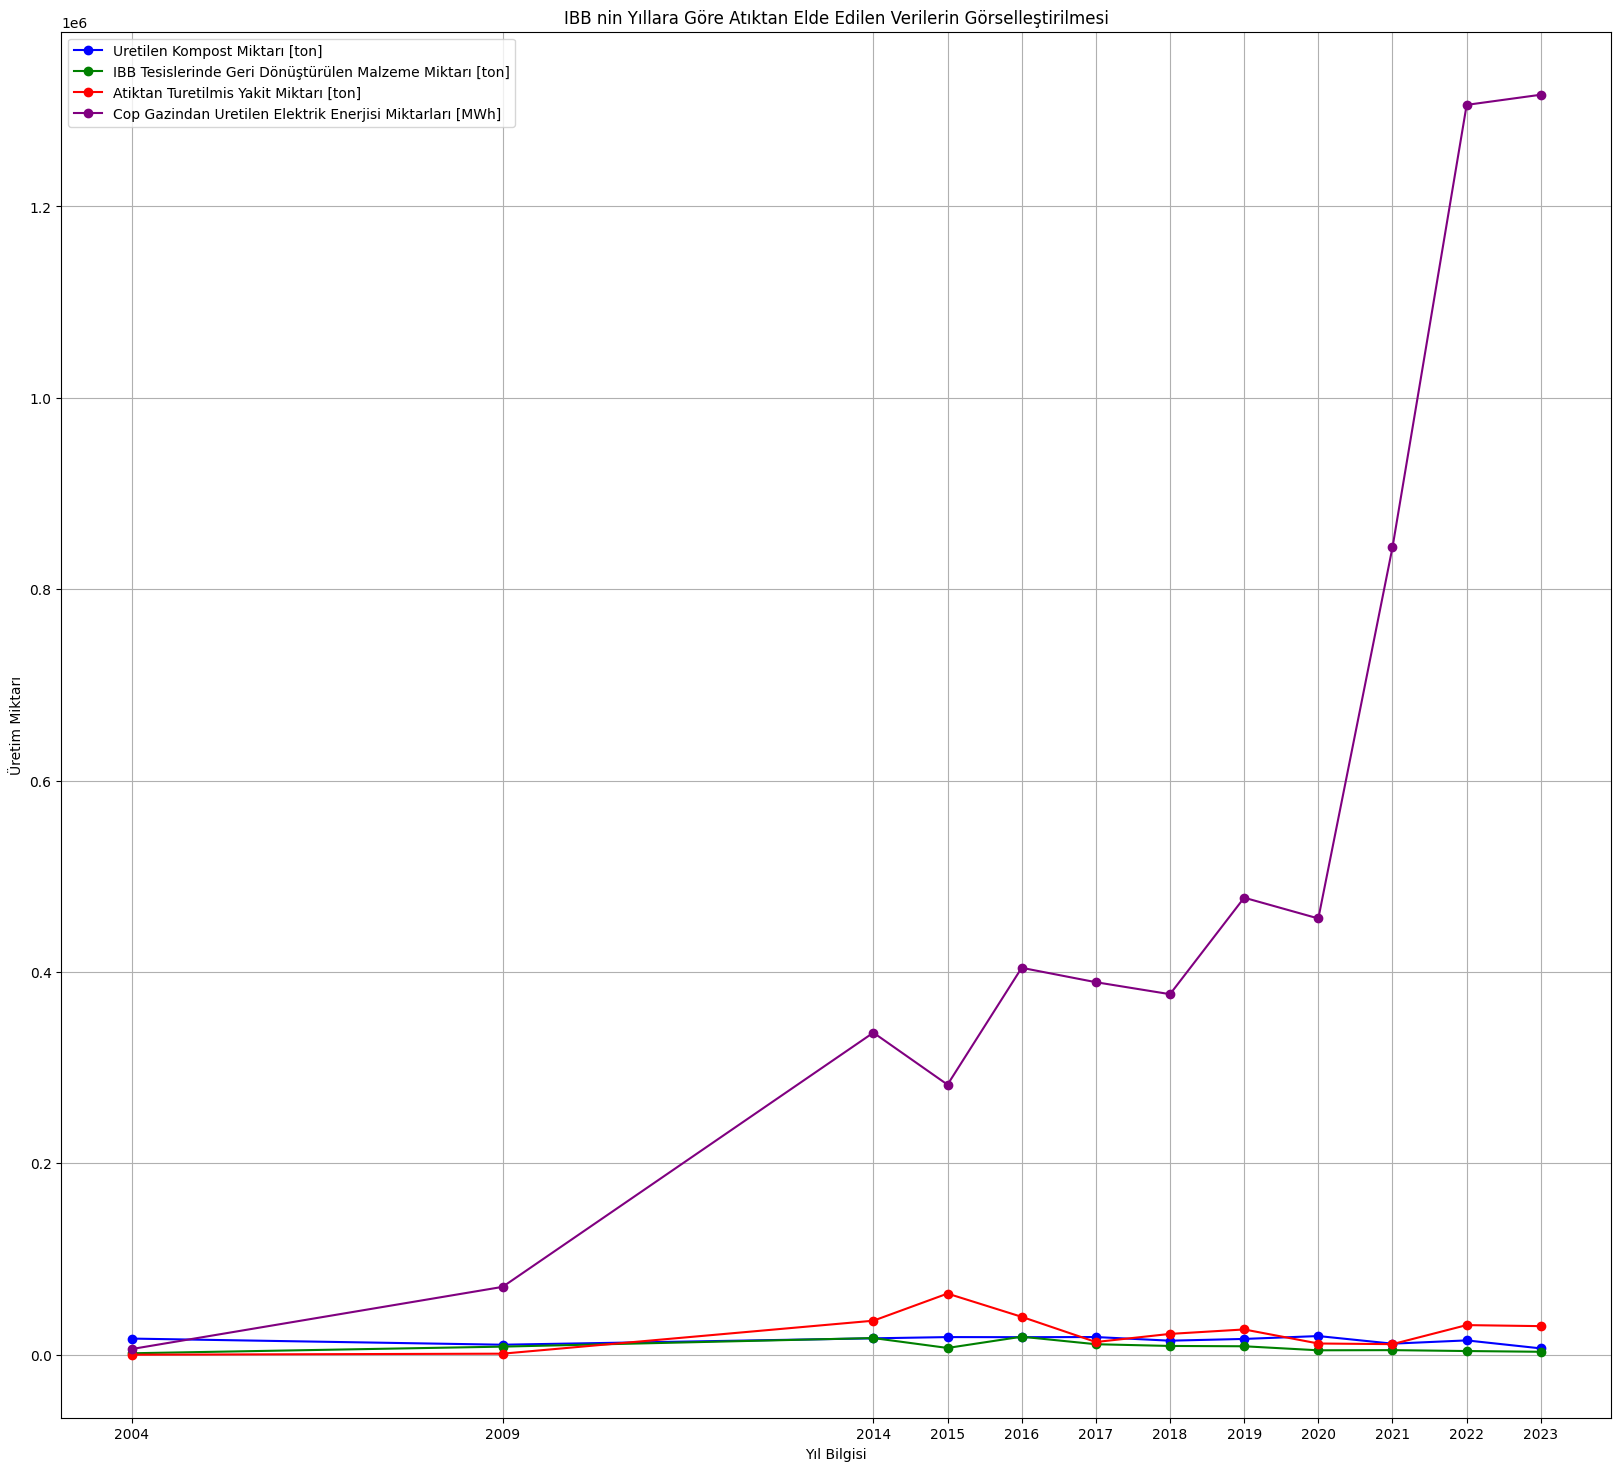 IBB nin Yıllara Göre Atıktan Elde Edilen Verilerin Görselleştirilmesi
1e6
Uretilen Kompost Miktarı [ton]
IBB Tesislerinde Geri Dönüştürülen Malzeme Miktarı [ton]
Atiktan Turetilmis Yakit Miktarı [ton]
Cop Gazindan Uretilen Elektrik Enerjisi Miktarları [MWh]
1.2
1.0
0.8
0.6
0.4
0.2
0.0
Üretim Miktarı
2004 2009 2014 2015 2016 2017 2018 2019 2020 2021 2022 2023
Yıl Bilgisi